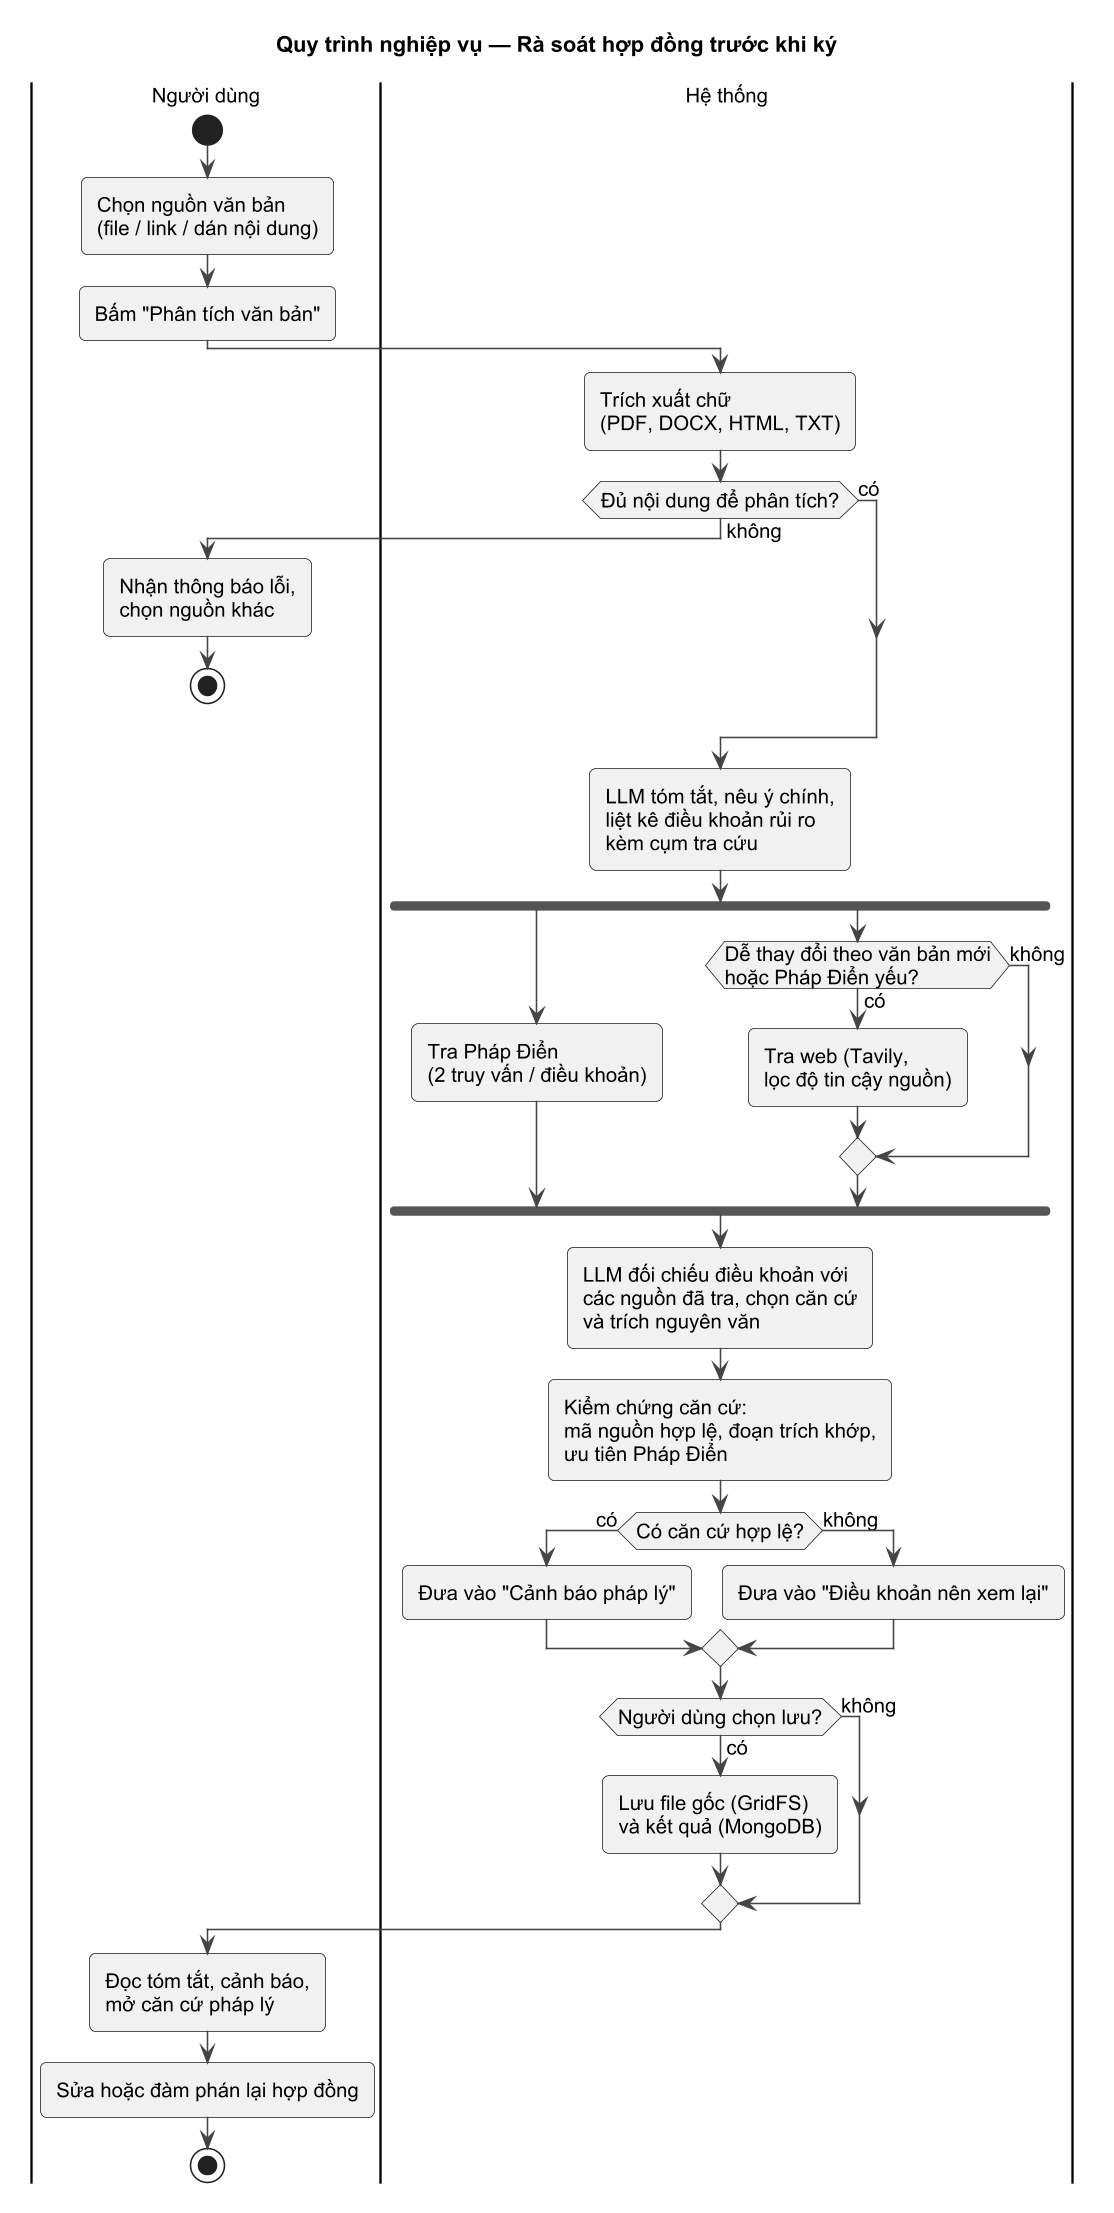 Quy trình nghiệp vụ — Rà soát hợp đồng trước khi ký
Người dùng
Hệ thống
Chọn nguồn văn bản
(file / link / dán nội dung)
Bấm "Phân tích văn bản"
Trích xuất chữ
(PDF, DOCX, HTML, TXT)
Đủ nội dung để phân tích?
có
không
Nhận thông báo lỗi,
chọn nguồn khác
LLM tóm tắt, nêu ý chính,
liệt kê điều khoản rủi ro
kèm cụm tra cứu
Dễ thay đổi theo văn bản mới
hoặc Pháp Điển yếu?
không
có
Tra Pháp Điển
(2 truy vấn / điều khoản)
Tra web (Tavily,
lọc độ tin cậy nguồn)
LLM đối chiếu điều khoản với
các nguồn đã tra, chọn căn cứ
và trích nguyên văn
Kiểm chứng căn cứ:
mã nguồn hợp lệ, đoạn trích khớp,
ưu tiên Pháp Điển
có
Có căn cứ hợp lệ?
không
Đưa vào "Cảnh báo pháp lý"
Đưa vào "Điều khoản nên xem lại"
Người dùng chọn lưu?
không
có
Lưu file gốc (GridFS)
và kết quả (MongoDB)
Đọc tóm tắt, cảnh báo,
mở căn cứ pháp lý
Sửa hoặc đàm phán lại hợp đồng